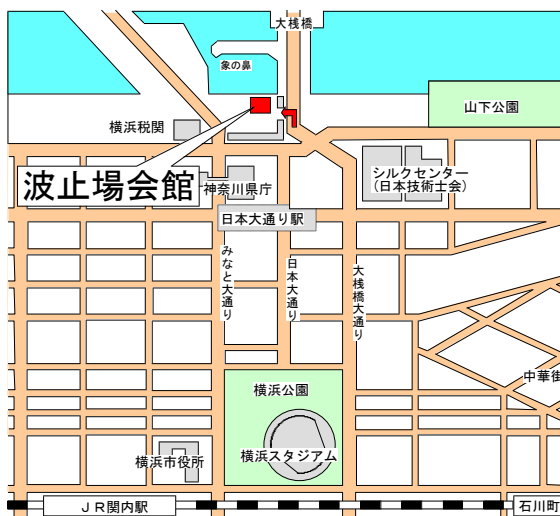 大桟橋
象の鼻
山下公園
横浜税関
波止場会館
神奈川県庁
シルクセンター
(日本技術士会)
日本大通り駅
みなと大通り
日本大通り
大桟橋大通り
中華街
横浜公園
横浜スタジアム
横浜市役所
JR関内駅
石川町